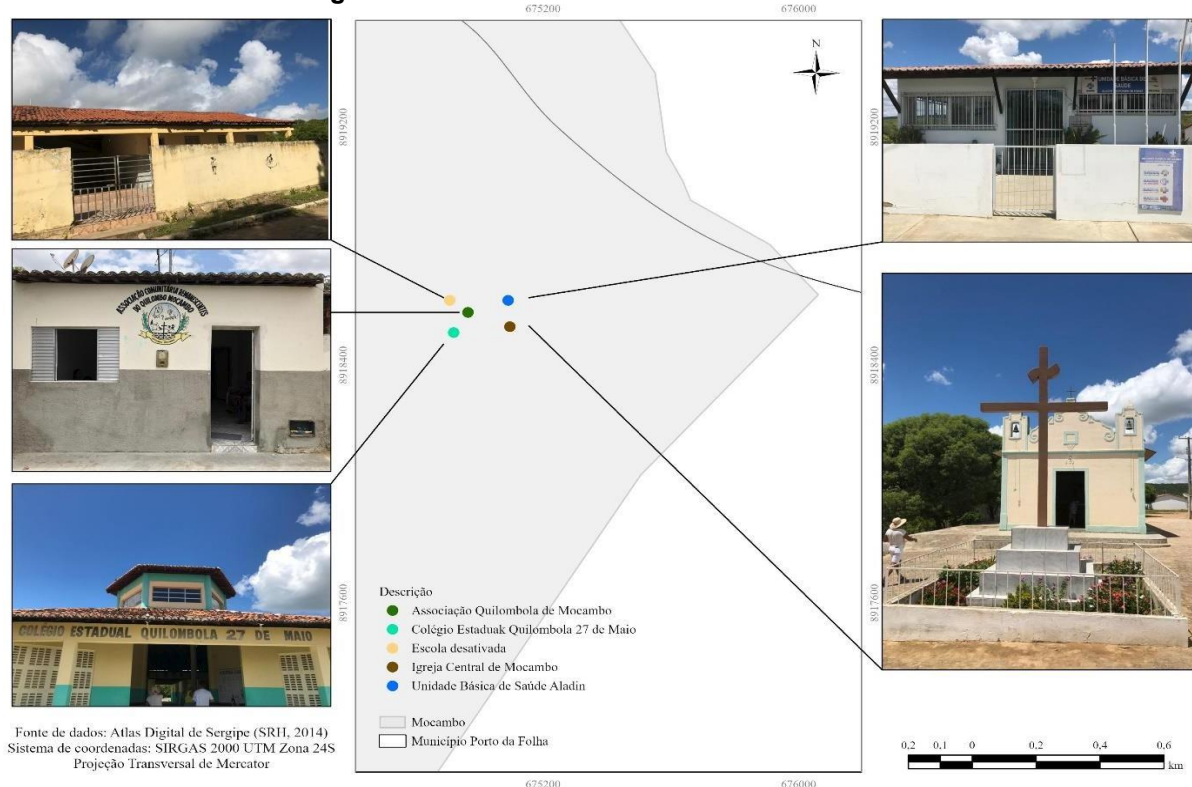 675200
676000
N
8919200
8919200
8918400
8918400
8917600
8917600
UNIDADE BÁSICA DE
SAÚDE
ASSOCIAÇÃO COMUNITÁRIA REMANESCENTES
DO QUILOMBO MOCAMBO
COLÉGIO ESTADUAL QUILOMBOLA 27 DE MAIO
Descrição
Associação Quilombola de Mocambo
Colégio Estaduak Quilombola 27 de Maio
Escola desativada
Igreja Central de Mocambo
Unidade Básica de Saúde Aladin
Mocambo
Município Porto da Folha
Fonte de dados: Atlas Digital de Sergipe (SRH, 2014)
Sistema de coordenadas: SIRGAS 2000 UTM Zona 24S
Projeção Transversal de Mercator
0,2 0,1 0 0,2 0,4 0,6
km
675200
676000